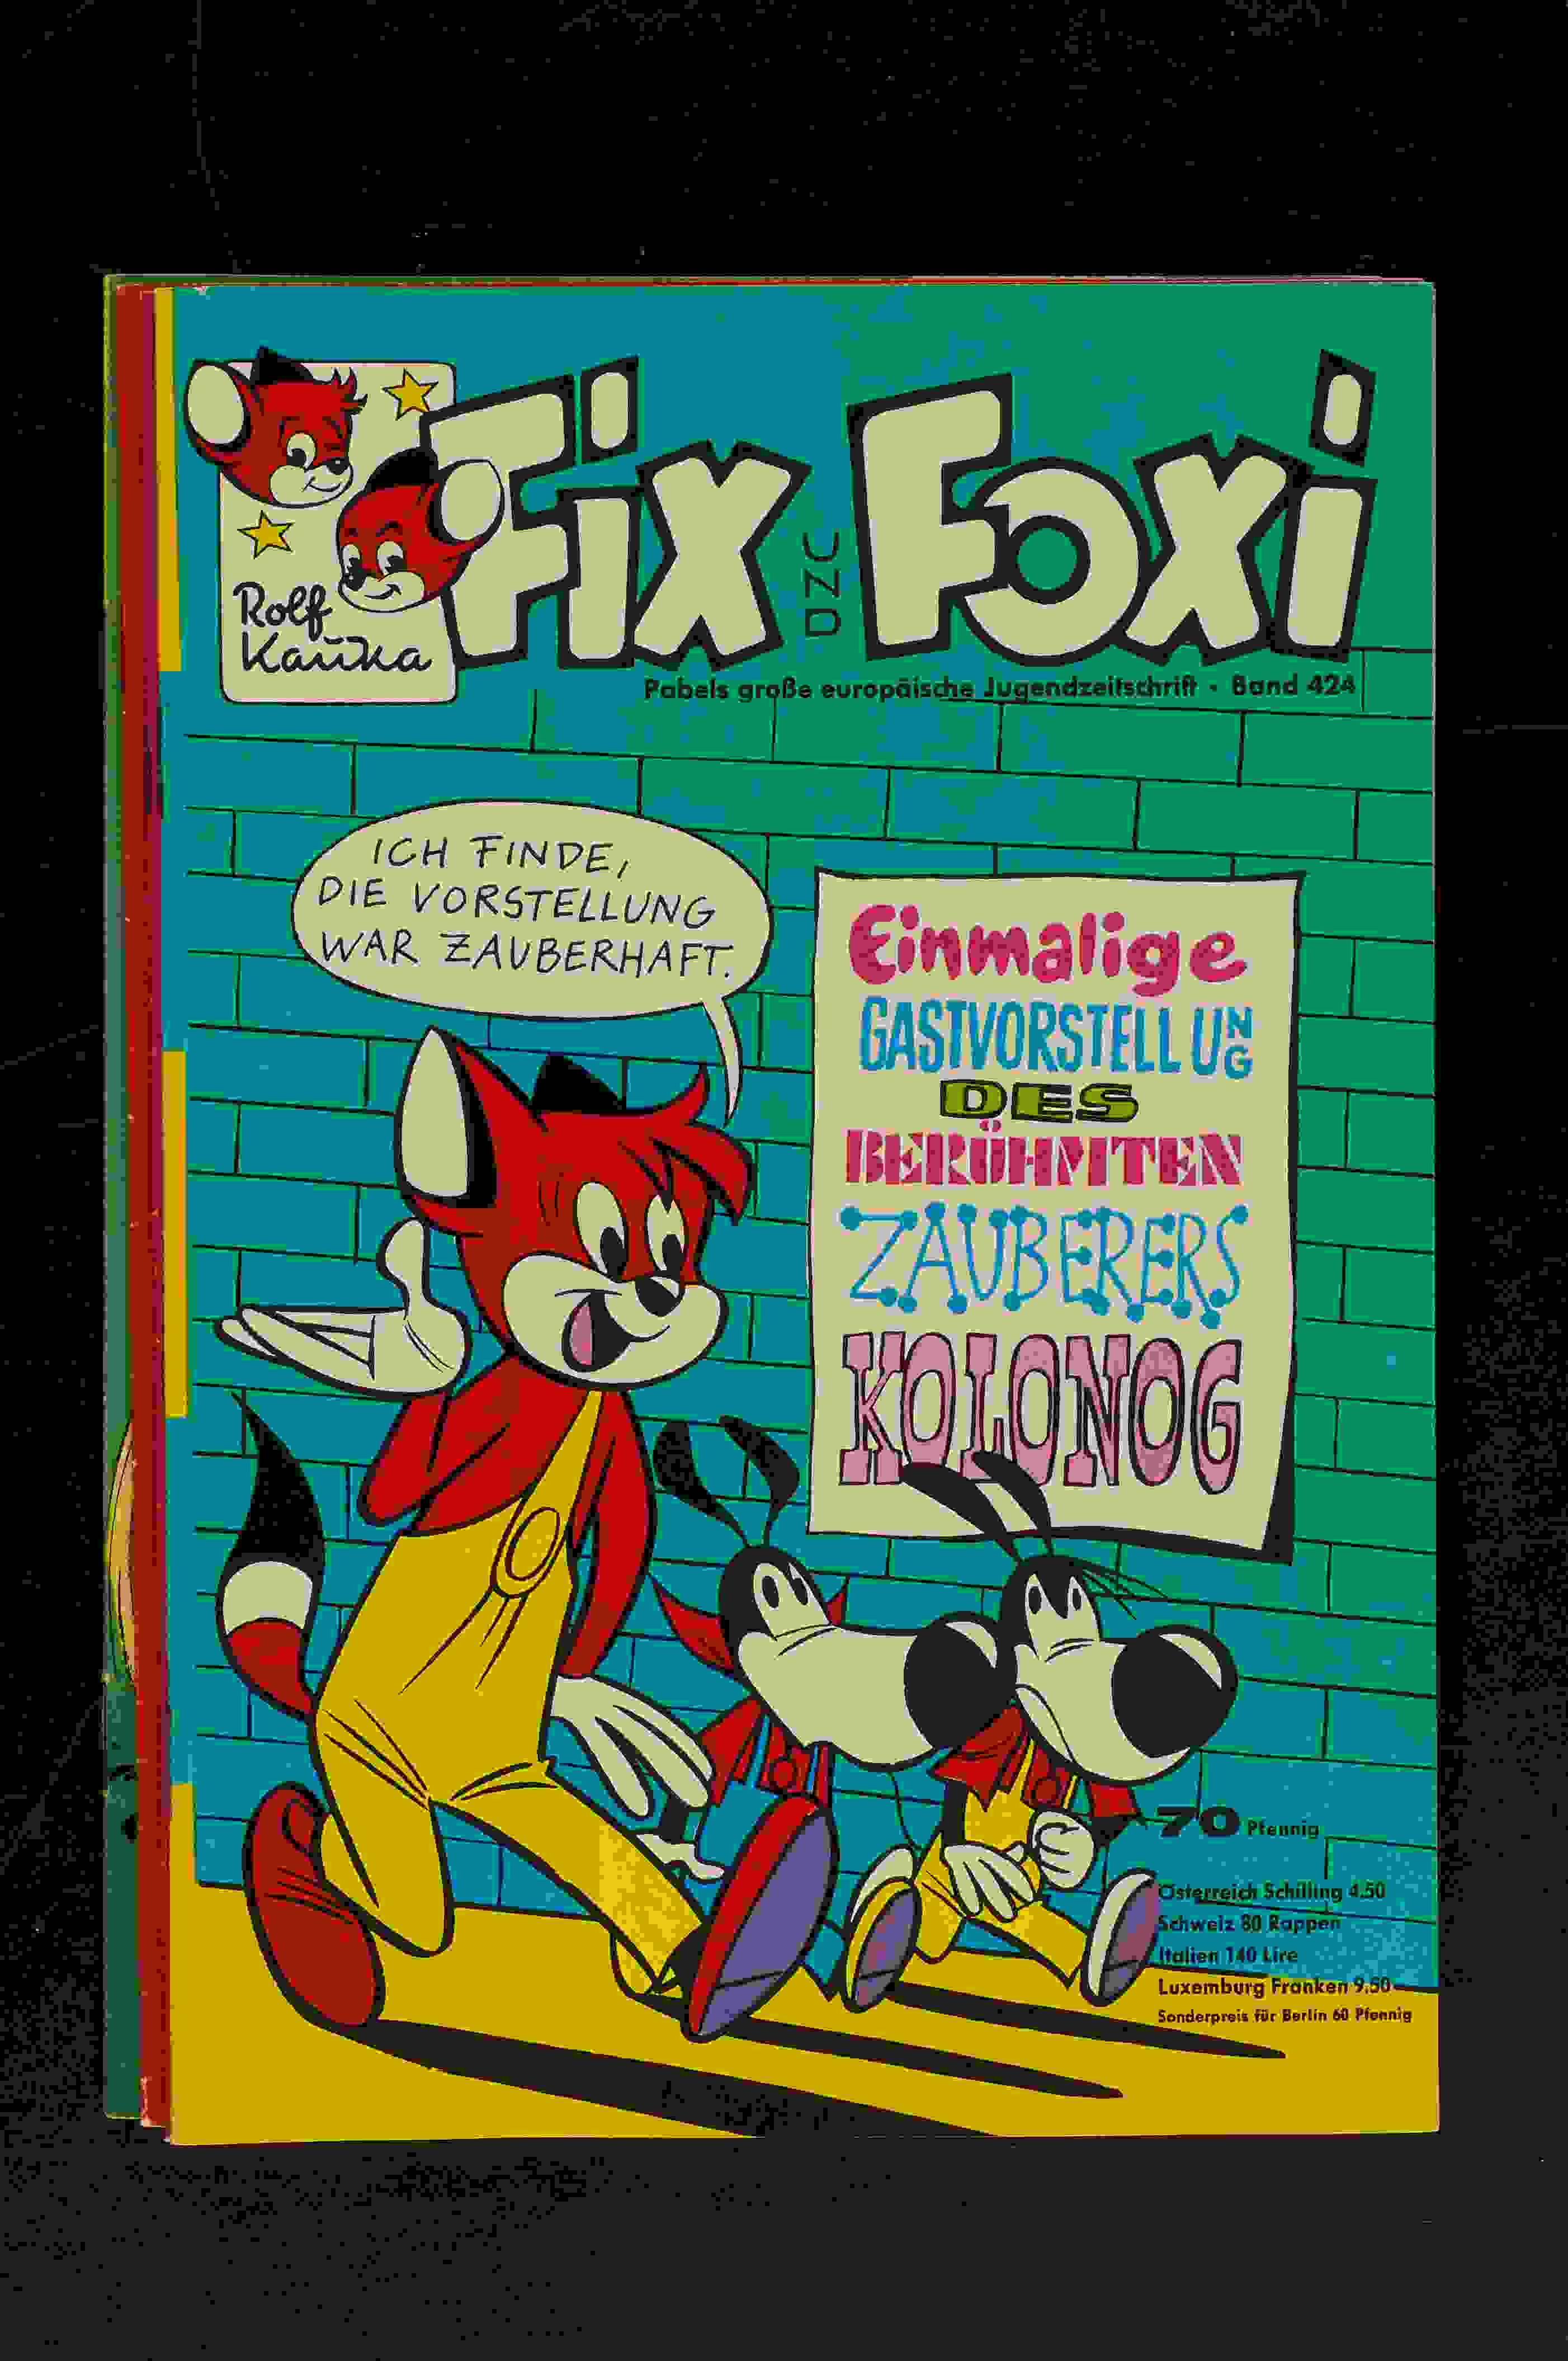 Rolf
Kauka
Fix UND Foxi
Pabels große europäische Jugendzeitschrift • Band 424
ICH FINDE,
DIE VORSTELLUNG
WAR ZAUBERHAFT.
Einmalige
GASTVORSTELLUNG
DES
BERÜHMTEN
ZAUBERERS
KOLONOG
70 Pfennig
Österreich Schilling 4.50
Schweiz 80 Rappen
Italien 140 Lire
Luxemburg Franken 9.50
Sonderpreis für Berlin 60 Pfennig